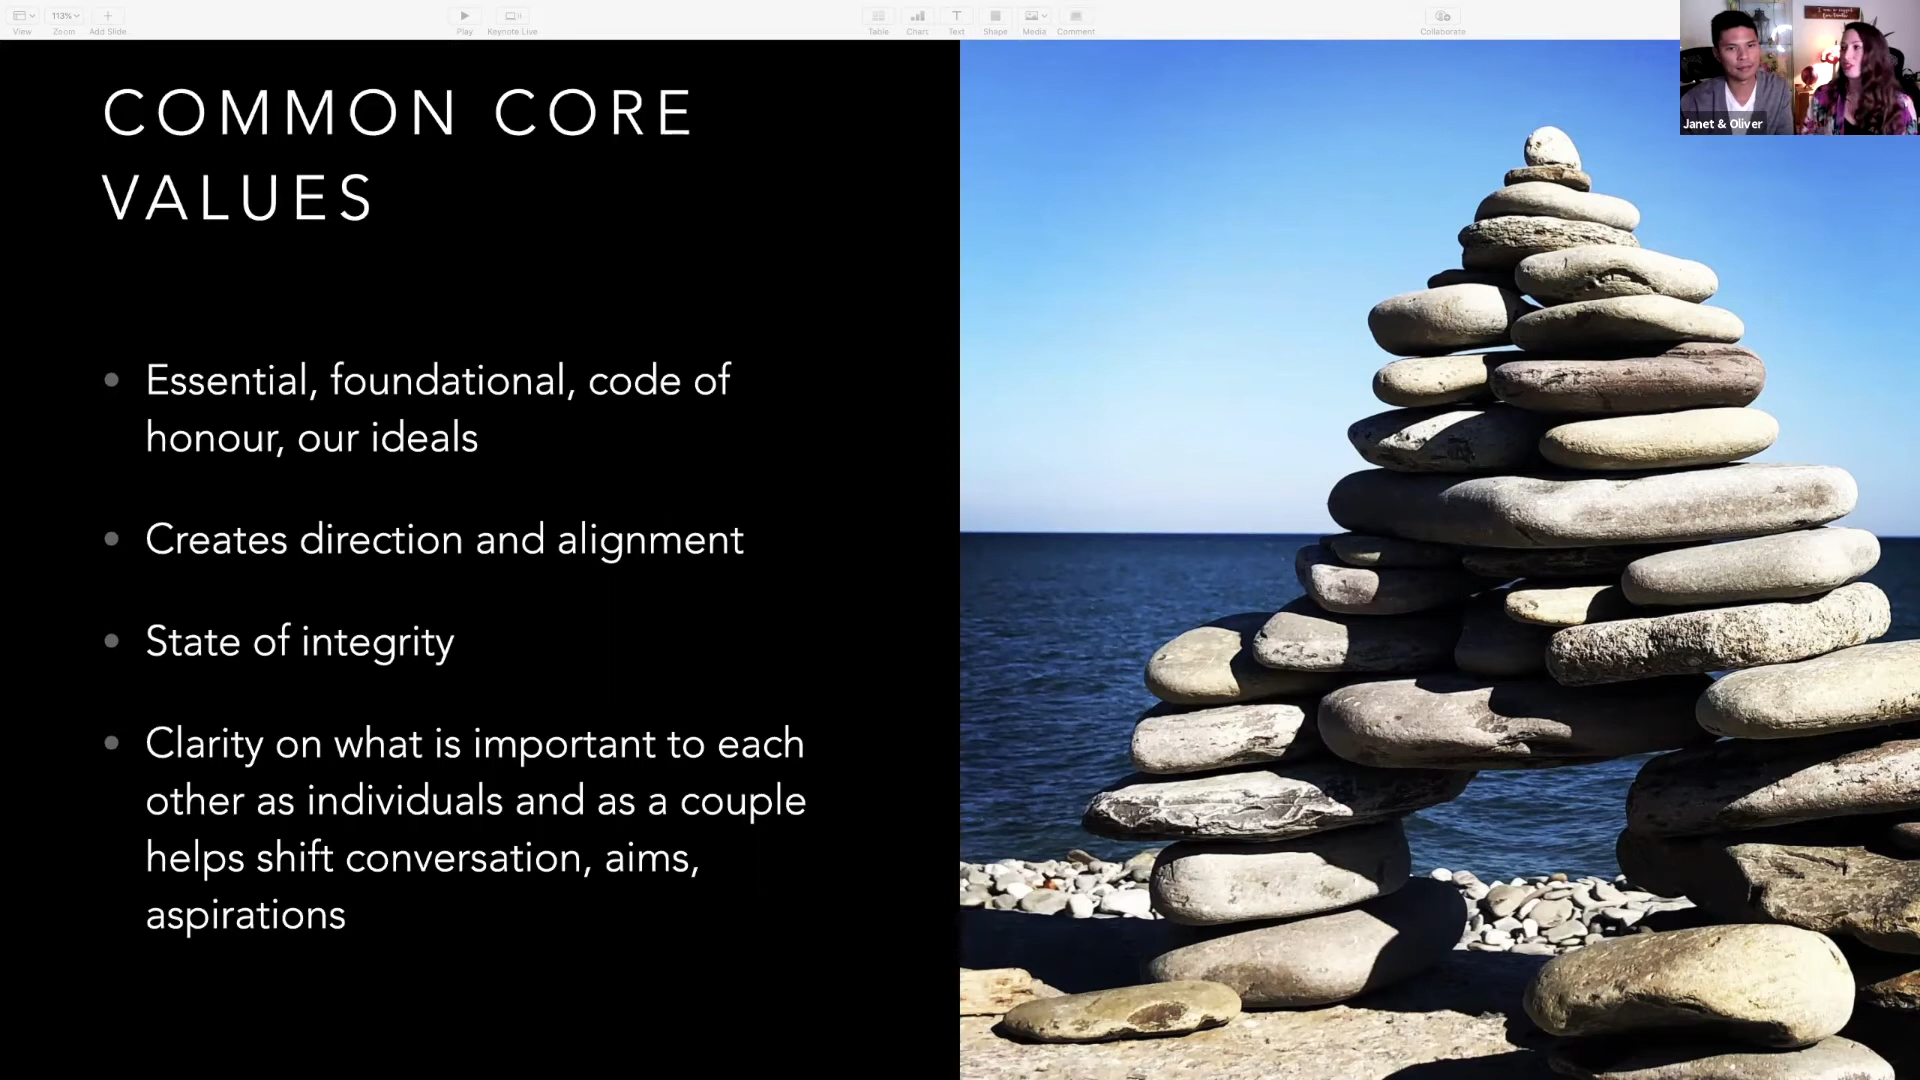 View
113%
Zoom
Add Slide
Play
Keynote Live
Table
Chart
T
Text
Shape
Media
Comment
Collaborate
Janet & Oliver
COMMON CORE
VALUES
• Essential, foundational, code of
honour, our ideals
• Creates direction and alignment
• State of integrity
• Clarity on what is important to each
other as individuals and as a couple
helps shift conversation, aims,
aspirations